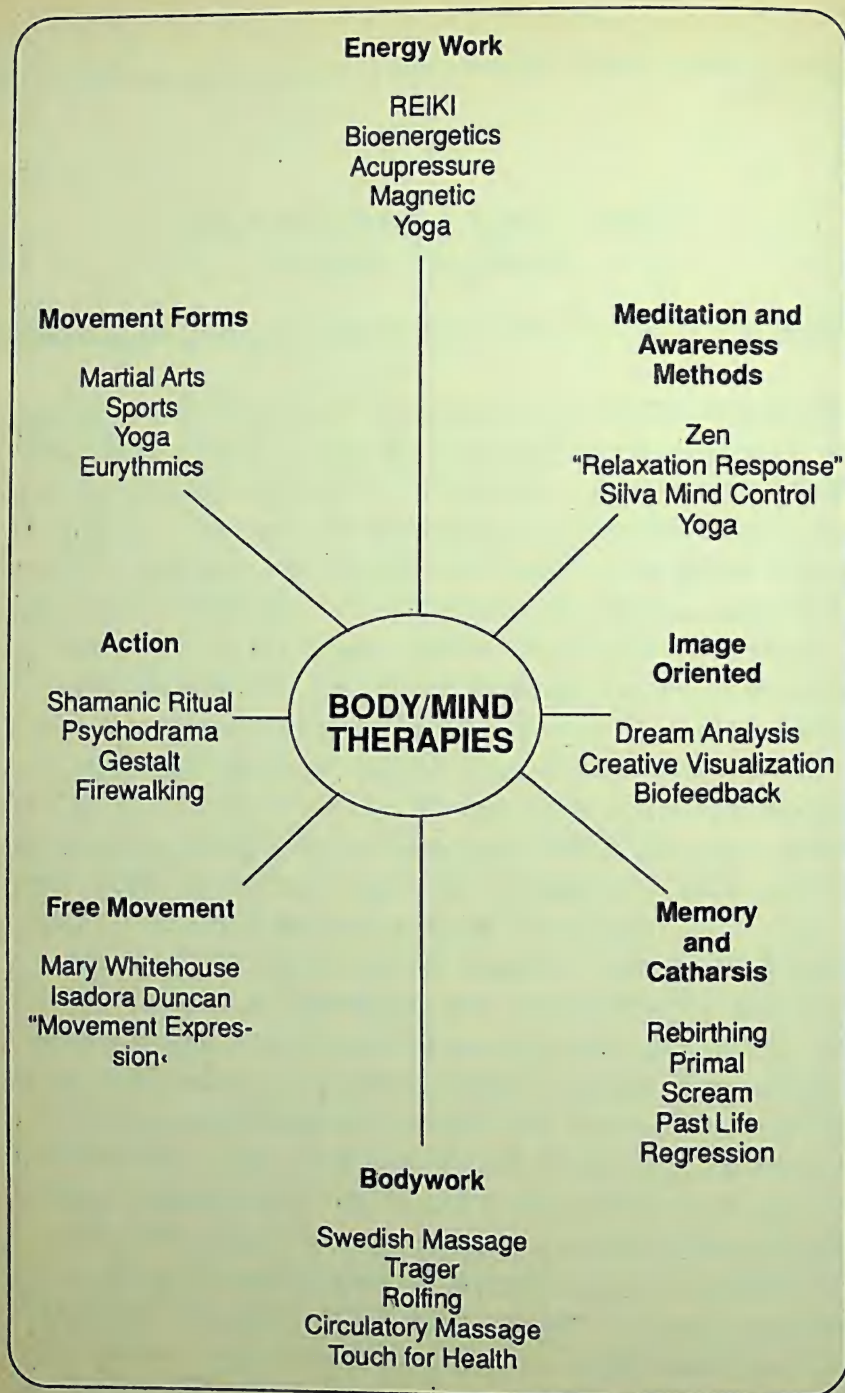 Energy Work
REIKI
Bioenergetics
Acupressure
Magnetic
Yoga
Movement Forms
Martial Arts
Sports
Yoga
Eurythmics
Meditation and
Awareness
Methods
Zen
“Relaxation Response”
Silva Mind Control
Yoga
Action
Shamanic Ritual
Psychodrama
Gestalt
Firewalking
BODY/MIND
THERAPIES
Image
Oriented
Dream Analysis
Creative Visualization
Biofeedback
Free Movement
Mary Whitehouse
Isadora Duncan
“Movement Expres-
sion‹
Memory
and
Catharsis
Rebirthing
Primal
Scream
Past Life
Regression
Bodywork
Swedish Massage
Trager
Rolfing
Circulatory Massage
Touch for Health